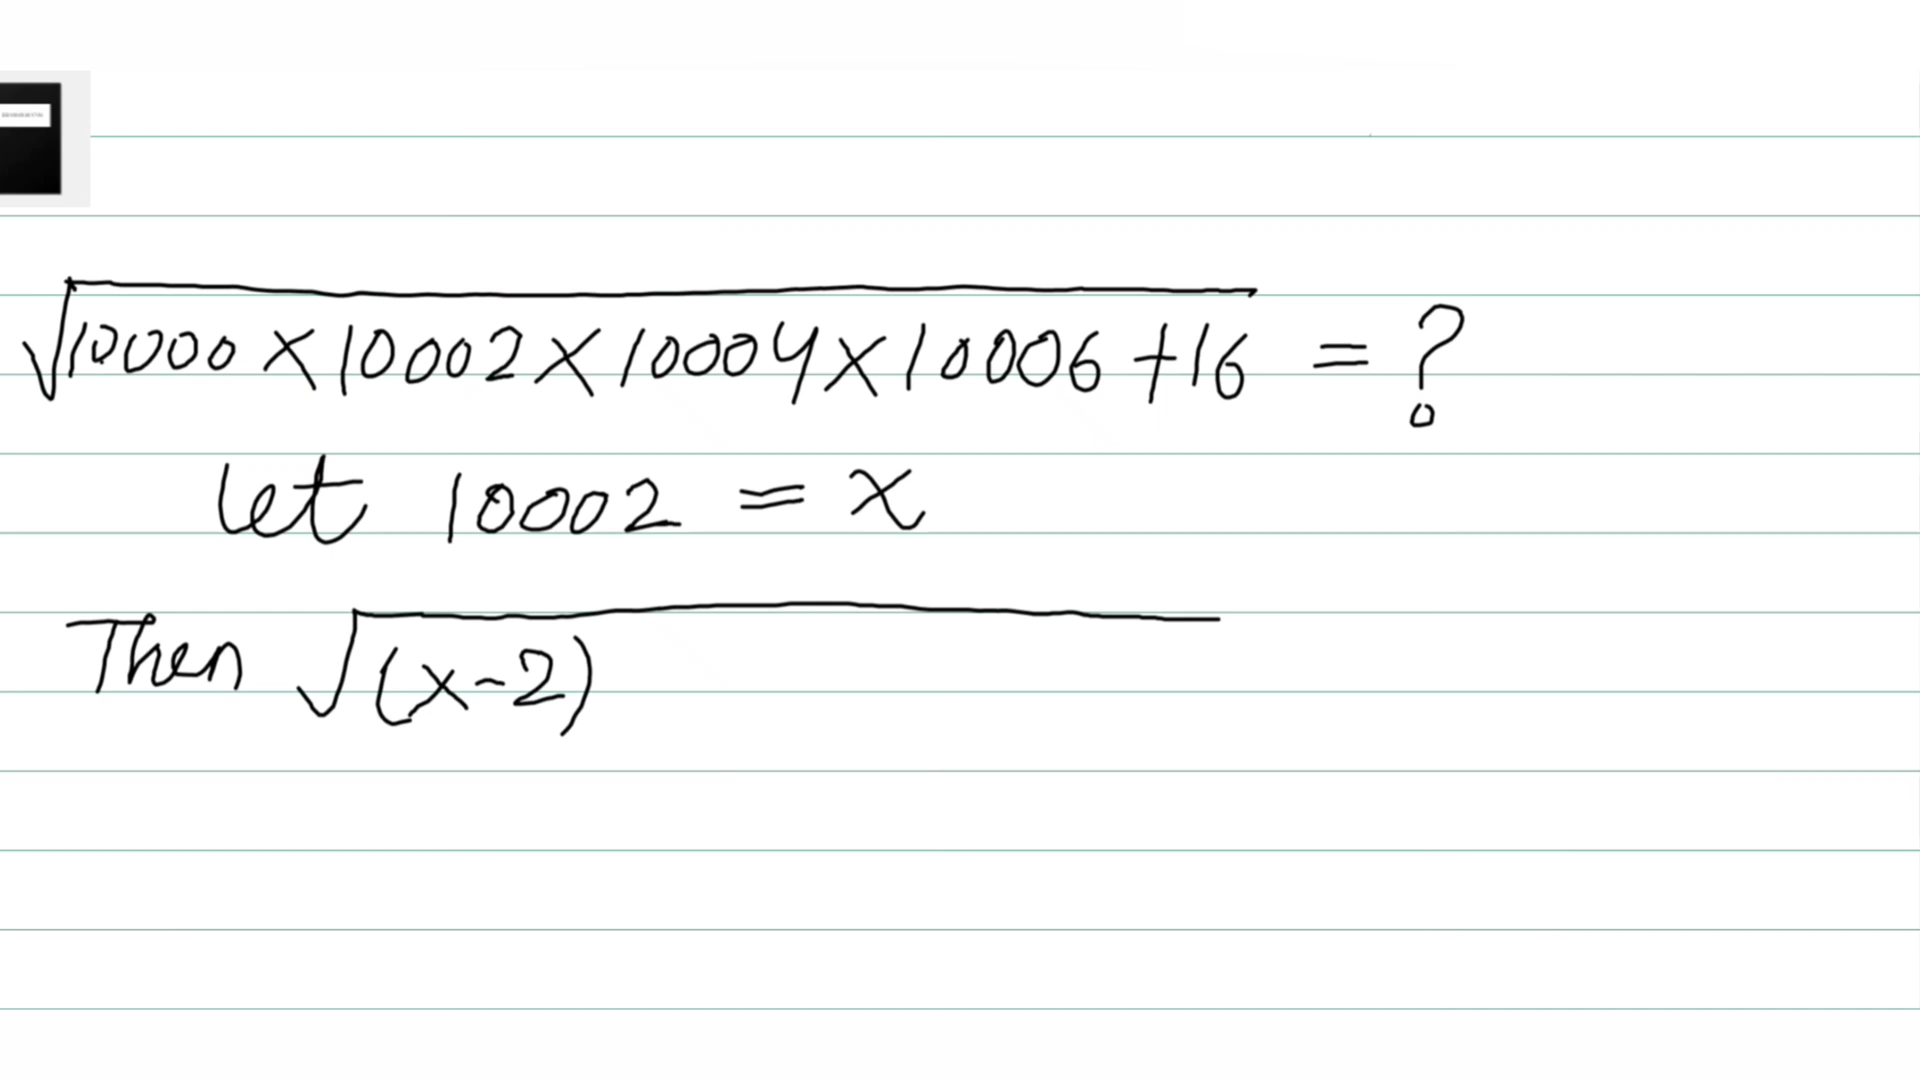 √10000×10002×10004×10006+16 = ?
let 10002 = x
Then √(x-2)